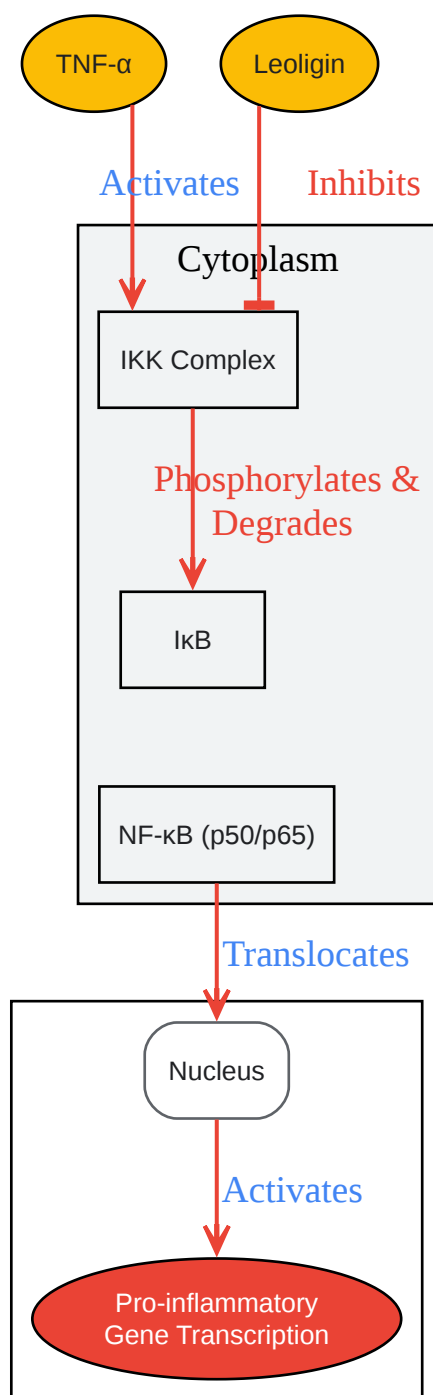 TNF-α
Leoligin
Activates
Inhibits
Cytoplasm
IKK Complex
Phosphorylates &
Degrades
IκB
NF-κB (p50/p65)
Translocates
Nucleus
Activates
Pro-inflammatory
Gene Transcription